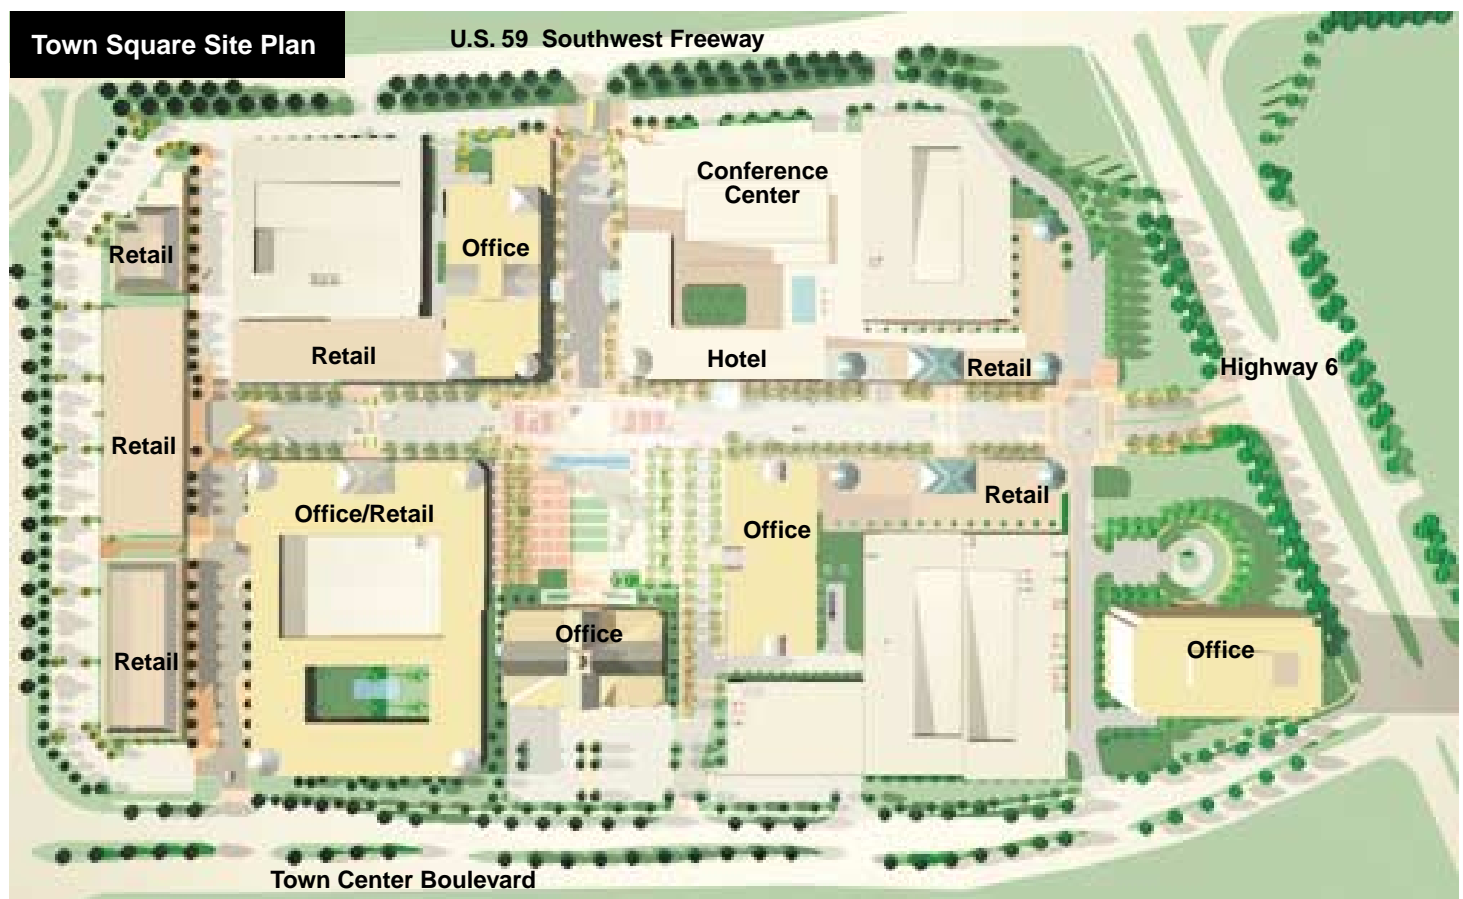 Town Square Site Plan
U.S. 59 Southwest Freeway
Conference
Center
Retail
Office
Retail
Hotel
Retail
Highway 6
Retail
Office/Retail
Retail
Office
Office
Office
Retail
Town Center Boulevard